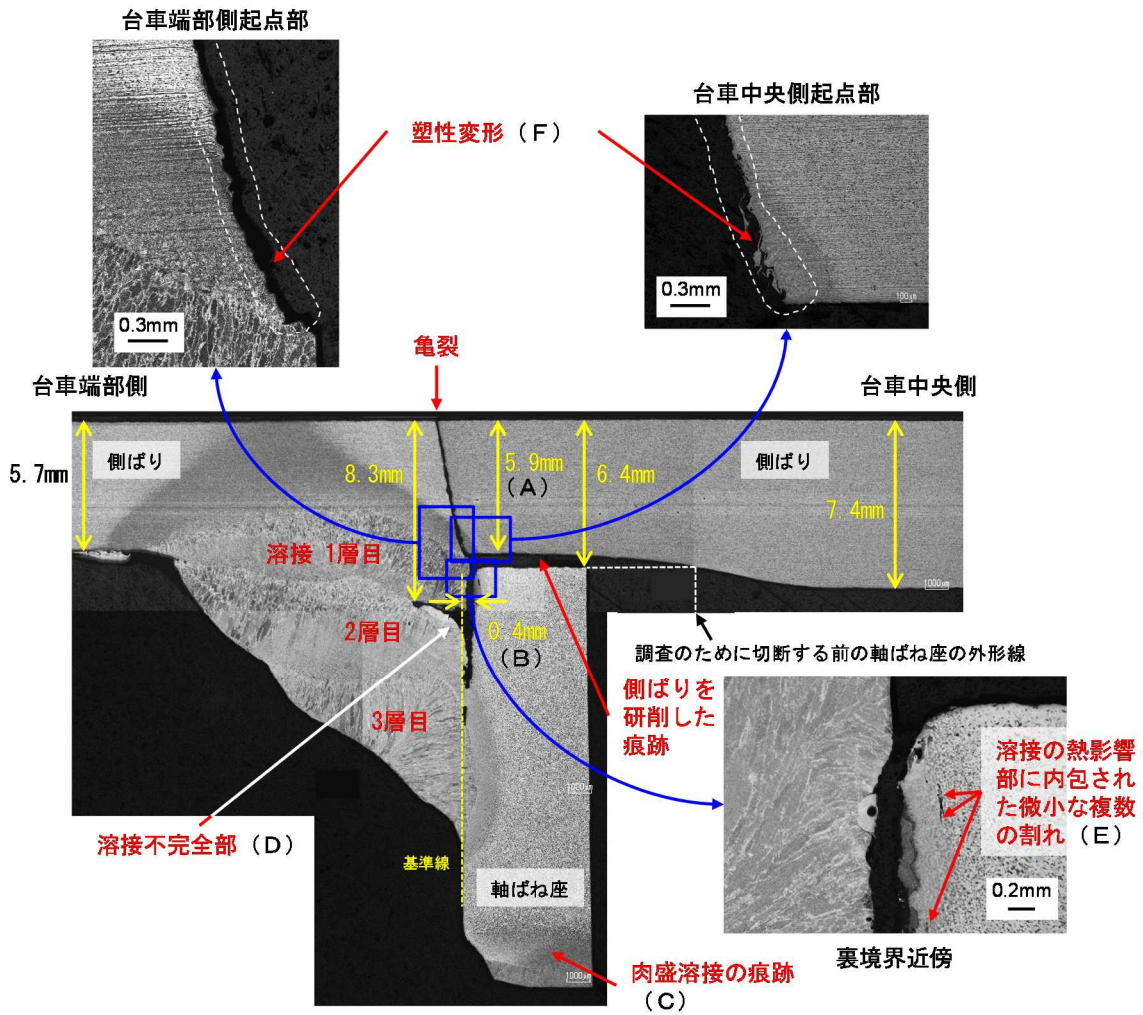 台車端部側起点部
台車中央側起点部
塑性変形（F）
0.3mm
0.3mm
100μm
亀裂
台車端部側
台車中央側
5.7mm
側ばり
8.3mm
5.9mm
（A）
6.4mm
側ばり
7.4mm
1000μm
溶接 1層目
2層目
0.4mm
（B）
3層目
調査のために切断する前の軸ばね座の外形線
側ばりを
研削した
痕跡
1000μm
溶接不完全部（D）
基準線
軸ばね座
溶接の熱影響
部に内包され
た微小な複数
の割れ（E）
0.2mm
裏境界近傍
1000μm
肉盛溶接の痕跡
（C）